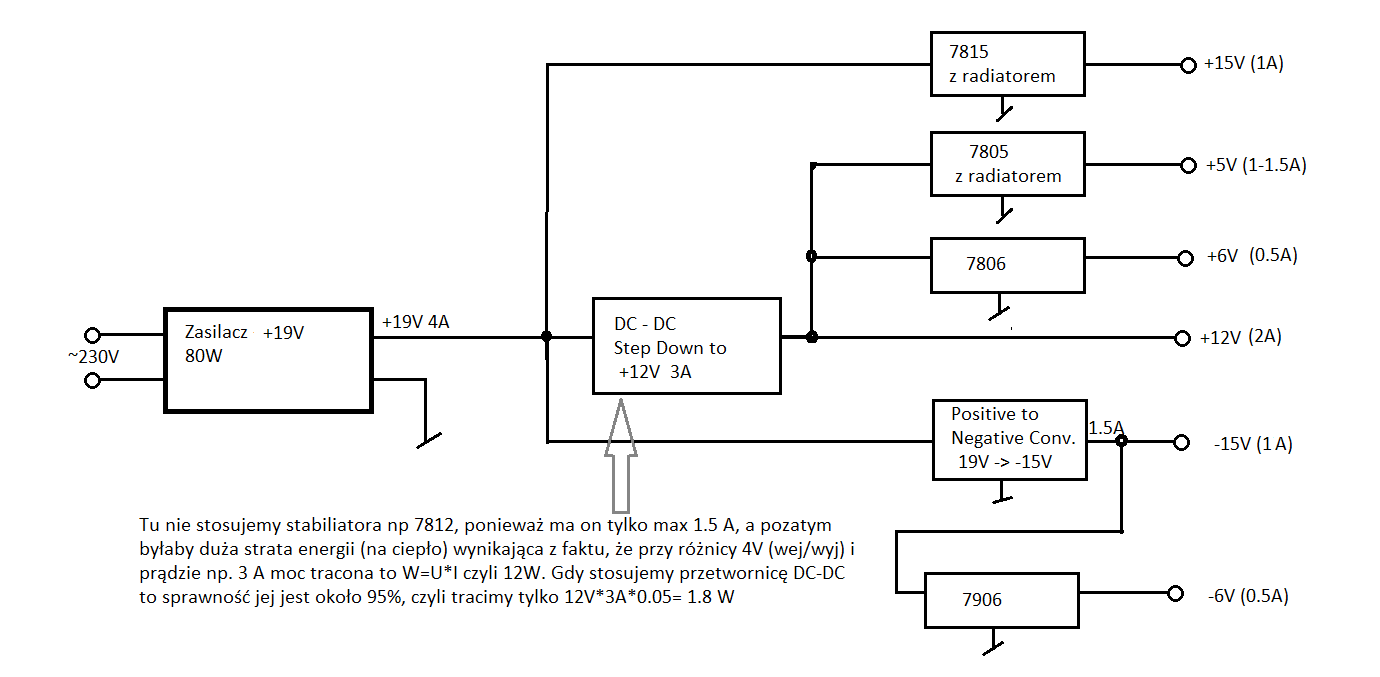 7815
z radiatorem
+15V (1A)
7805
z radiatorem
+5V (1-1.5A)
7806
+6V (0.5A)
Zasilacz +19V
80W
~230V
+19V 4A
DC - DC
Step Down to
+12V 3A
+12V (2A)
Positive to
Negative Conv.
19V -> -15V
1.5A
-15V (1 A)
Tu nie stosujemy stabiliatora np 7812, ponieważ ma on tylko max 1.5 A, a pozatym
byłaby duża strata energii (na ciepło) wynikająca z faktu, że przy różnicy 4V (wej/wyj) i
prądzie np. 3 A moc tracona to W=U*I czyli 12W. Gdy stosujemy przetwornicę DC-DC
to sprawność jej jest około 95%, czyli tracimy tylko 12V*3A*0.05= 1.8 W
7906
-6V (0.5A)